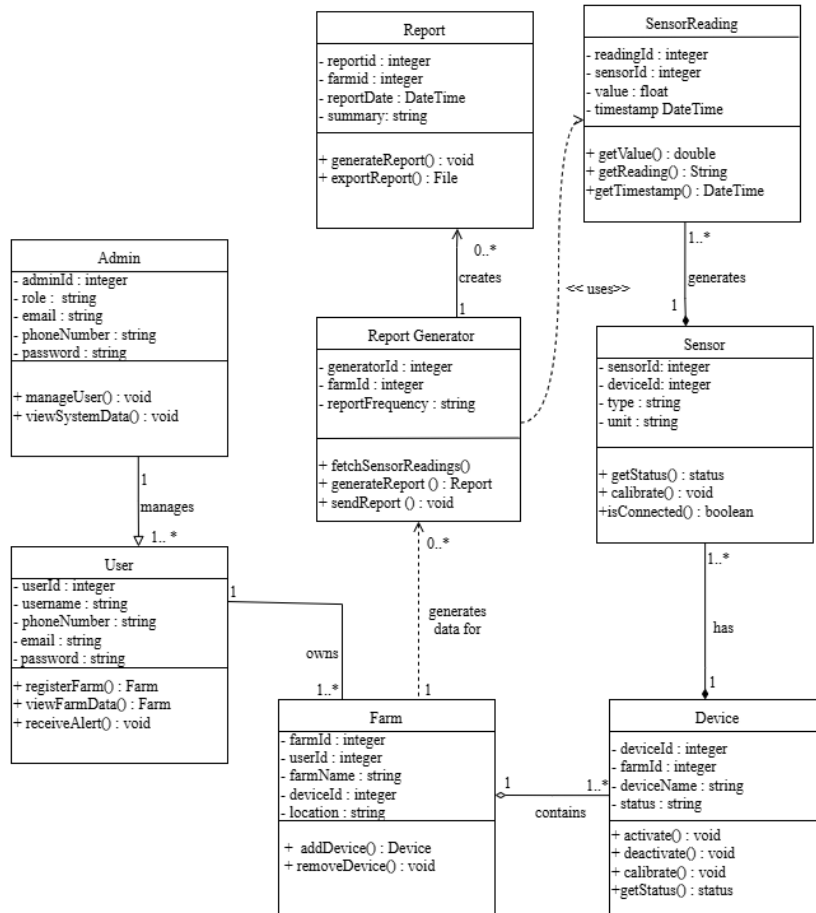 Report
- reportid : integer
- farmid : integer
- reportDate : DateTime
- summary: string
+ generateReport() : void
+ exportReport() : File
SensorReading
- readingId : integer
- sensorId : integer
- value : float
- timestamp DateTime
+ getValue() : double
+ getReading() : String
+getTimestamp() : DateTime
0..*
creates
1
<< uses>>
1..*
generates
1
Admin
- adminId : integer
- role :  string
- email : string
- phoneNumber : string
- password : string
+ manageUser() : void
+ viewSystemData() : void
Report Generator
- generatorId : integer
- farmId : integer
- reportFrequency : string
+ fetchSensorReadings()
+ generateReport () : Report
+ sendReport () : void
Sensor
- sensorId: integer
- deviceId: integer
- type : string
- unit : string
+ getStatus() : status
+ calibrate() : void
+isConnected() : boolean
1
manages
1.. *
0..*
generates
data for
1
1..*
has
1
User
- userId : integer
- username : string
- phoneNumber : string
- email : string
- password : string
+ registerFarm() : Farm
+ viewFarmData() : Farm
+ receiveAlert() : void
1
owns
1..*
Farm
- farmId : integer
- userId : integer
- farmName : string
- deviceId : integer
- location : string
+ addDevice() : Device
+ removeDevice() : void
1
1..*
contains
Device
- deviceId : integer
- farmId : integer
- deviceName : string
- status : string
+ activate() : void
+ deactivate() : void
+ calibrate() : void
+getStatus() : status